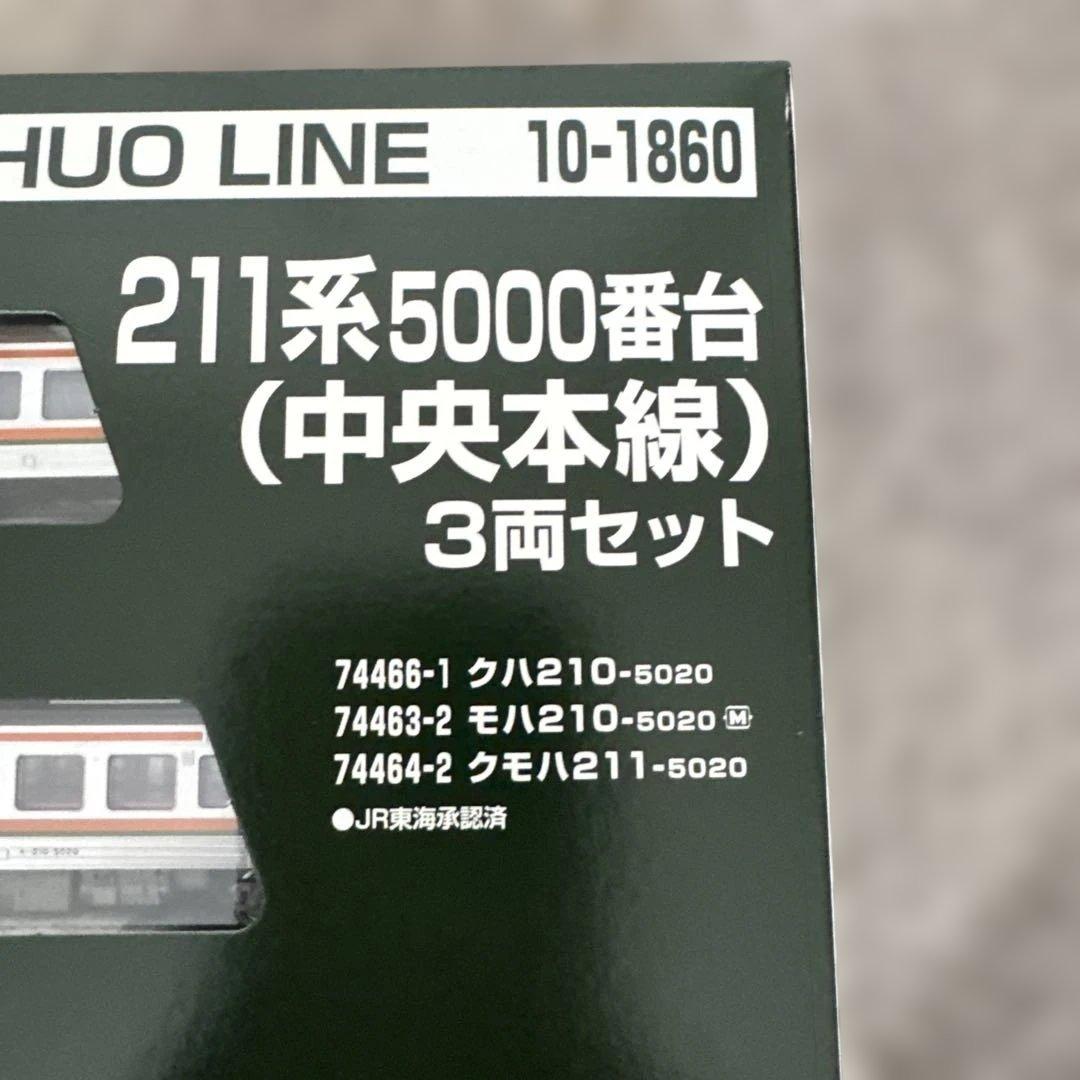 HUO LINE 10-1860
211系5000番台
(中央本線)
3両セット
74466-1 クハ210-5020
74463-2 モハ210-5020 M
74464-2 クモハ211-5020
●JR東海承認済
210 5020